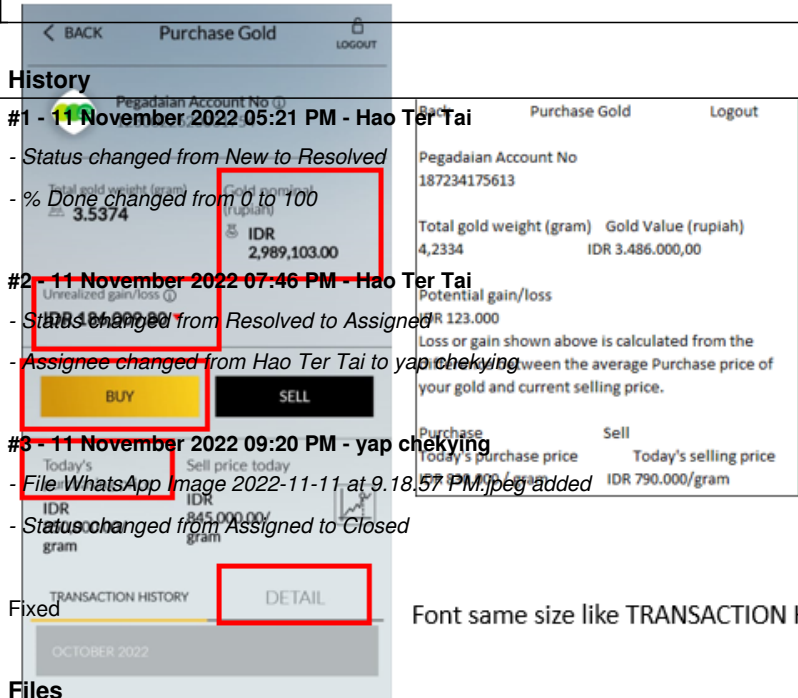 BACK Purchase Gold LOGOUT
History
Pegadaian Account No
#1 - 11 November 2022 05:21 PM - Hao Ter Tai
- Status changed from New to Resolved
- % Done changed from 0 to 100
Total gold weight (gram)
3.5374
Gold nominal
(rupiah)
IDR
2,989,103.00
#2 - 11 November 2022 07:46 PM - Hao Ter Tai
Unrealized gain/loss
- Status changed from Resolved to Assigned
- Assignee changed from Hao Ter Tai to yap chekying
BUY SELL
#3 - 11 November 2022 09:20 PM - yap chekying
Today's
Sell price today
- File WhatsApp Image 2022-11-11 at 9.18.57 PM.jpeg added
IDR
gram
IDR
845,000.00/
gram
- Status changed from Assigned to Closed
TRANSACTION HISTORY DETAIL
Fixed
OCTOBER 2022
Files
Back Purchase Gold Logout
Pegadaian Account No
187234175613
Total gold weight (gram) Gold Value (rupiah)
4,2334 IDR 3.486.000,00
Potential gain/loss
IDR 123.000
Loss or gain shown above is calculated from the
difference between the average Purchase price of
your gold and current selling price.
Purchase Sell
Today's purchase price Today's selling price
IDR 790.000/gram
Font same size like TRANSACTION